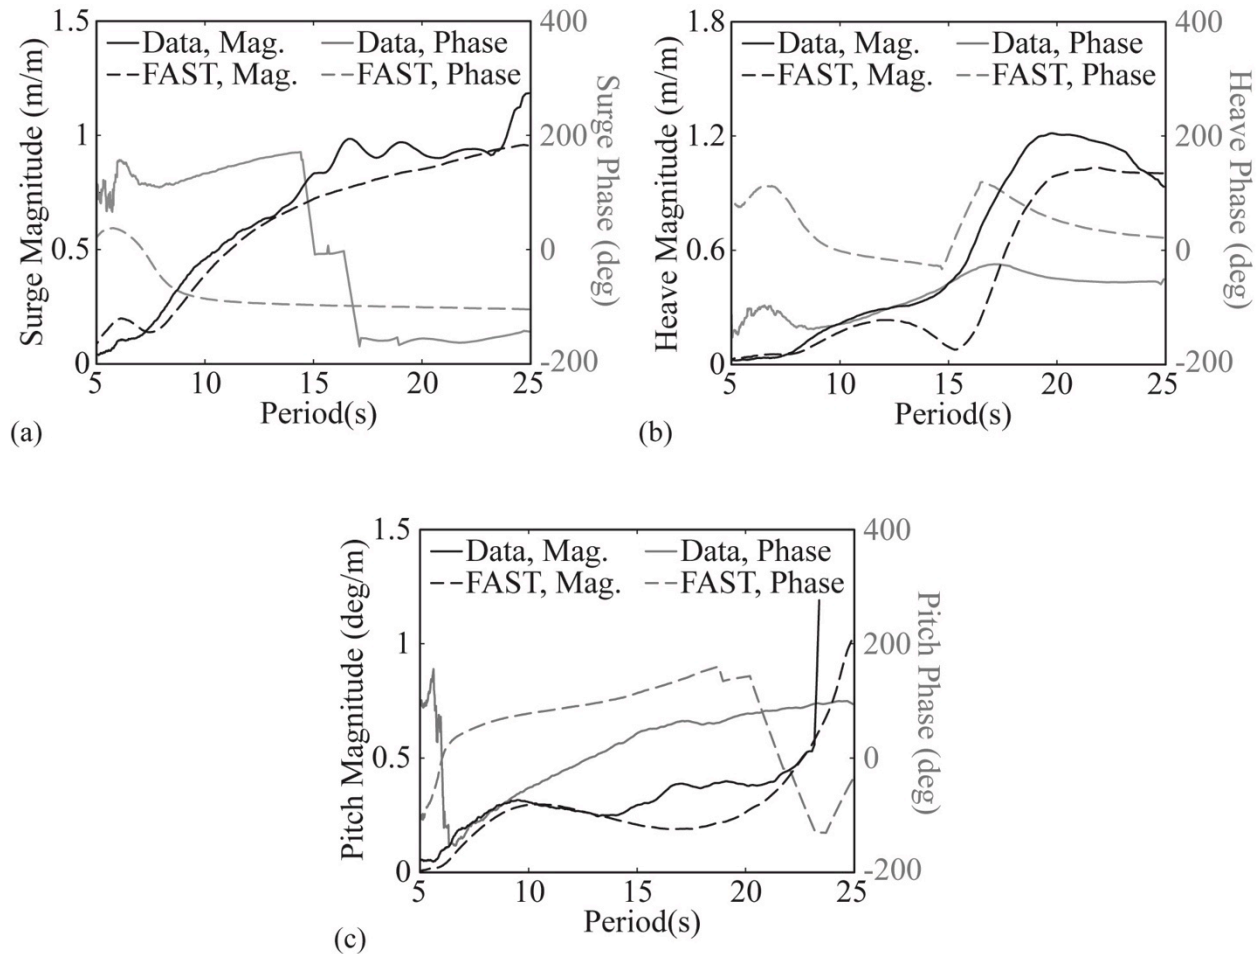 1.5
400
Data, Mag.
Data, Phase
FAST, Mag.
FAST, Phase
1
200
0.5
0
0
-200
5
10
15
20
25
Surge Magnitude (m/m)
Surge Phase (deg)
Period(s)
(a)
1.8
400
Data, Mag.
Data, Phase
FAST, Mag.
FAST, Phase
1.2
200
0.6
0
0
-200
5
10
15
20
25
Heave Magnitude (m/m)
Heave Phase (deg)
Period(s)
(b)
1.5
400
Data, Mag.
Data, Phase
FAST, Mag.
FAST, Phase
1
200
0.5
0
0
-200
5
10
15
20
25
Pitch Magnitude (deg/m)
Pitch Phase (deg)
Period(s)
(c)